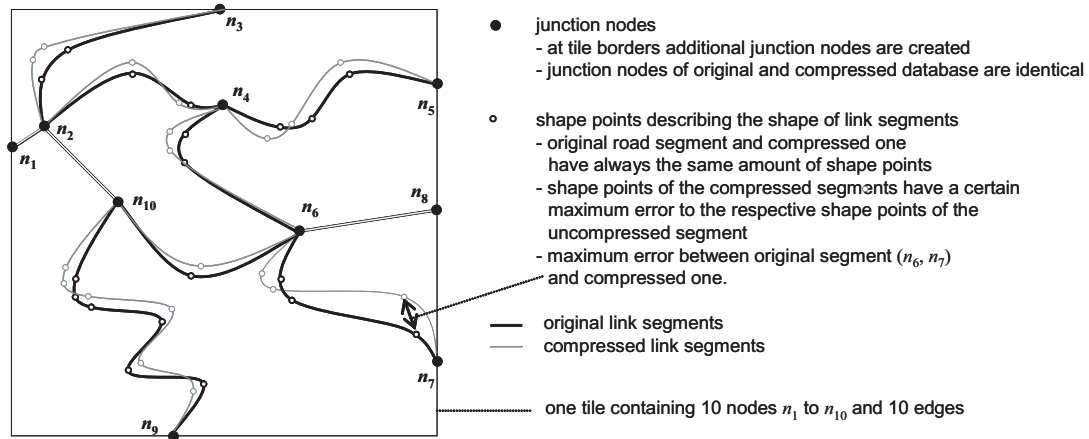 n3
n4
n5
n2
n1
n10
n6
n8
n7
n9
junction nodes
- at tile borders additional junction nodes are created
- junction nodes of original and compressed database are identical
shape points describing the shape of link segments
- original road segment and compressed one
have always the same amount of shape points
- shape points of the compressed segments have a certain
maximum error to the respective shape points of the
uncompressed segment
- maximum error between original segment (n6, n7)
and compressed one.
original link segments
compressed link segments
one tile containing 10 nodes n1 to n10 and 10 edges